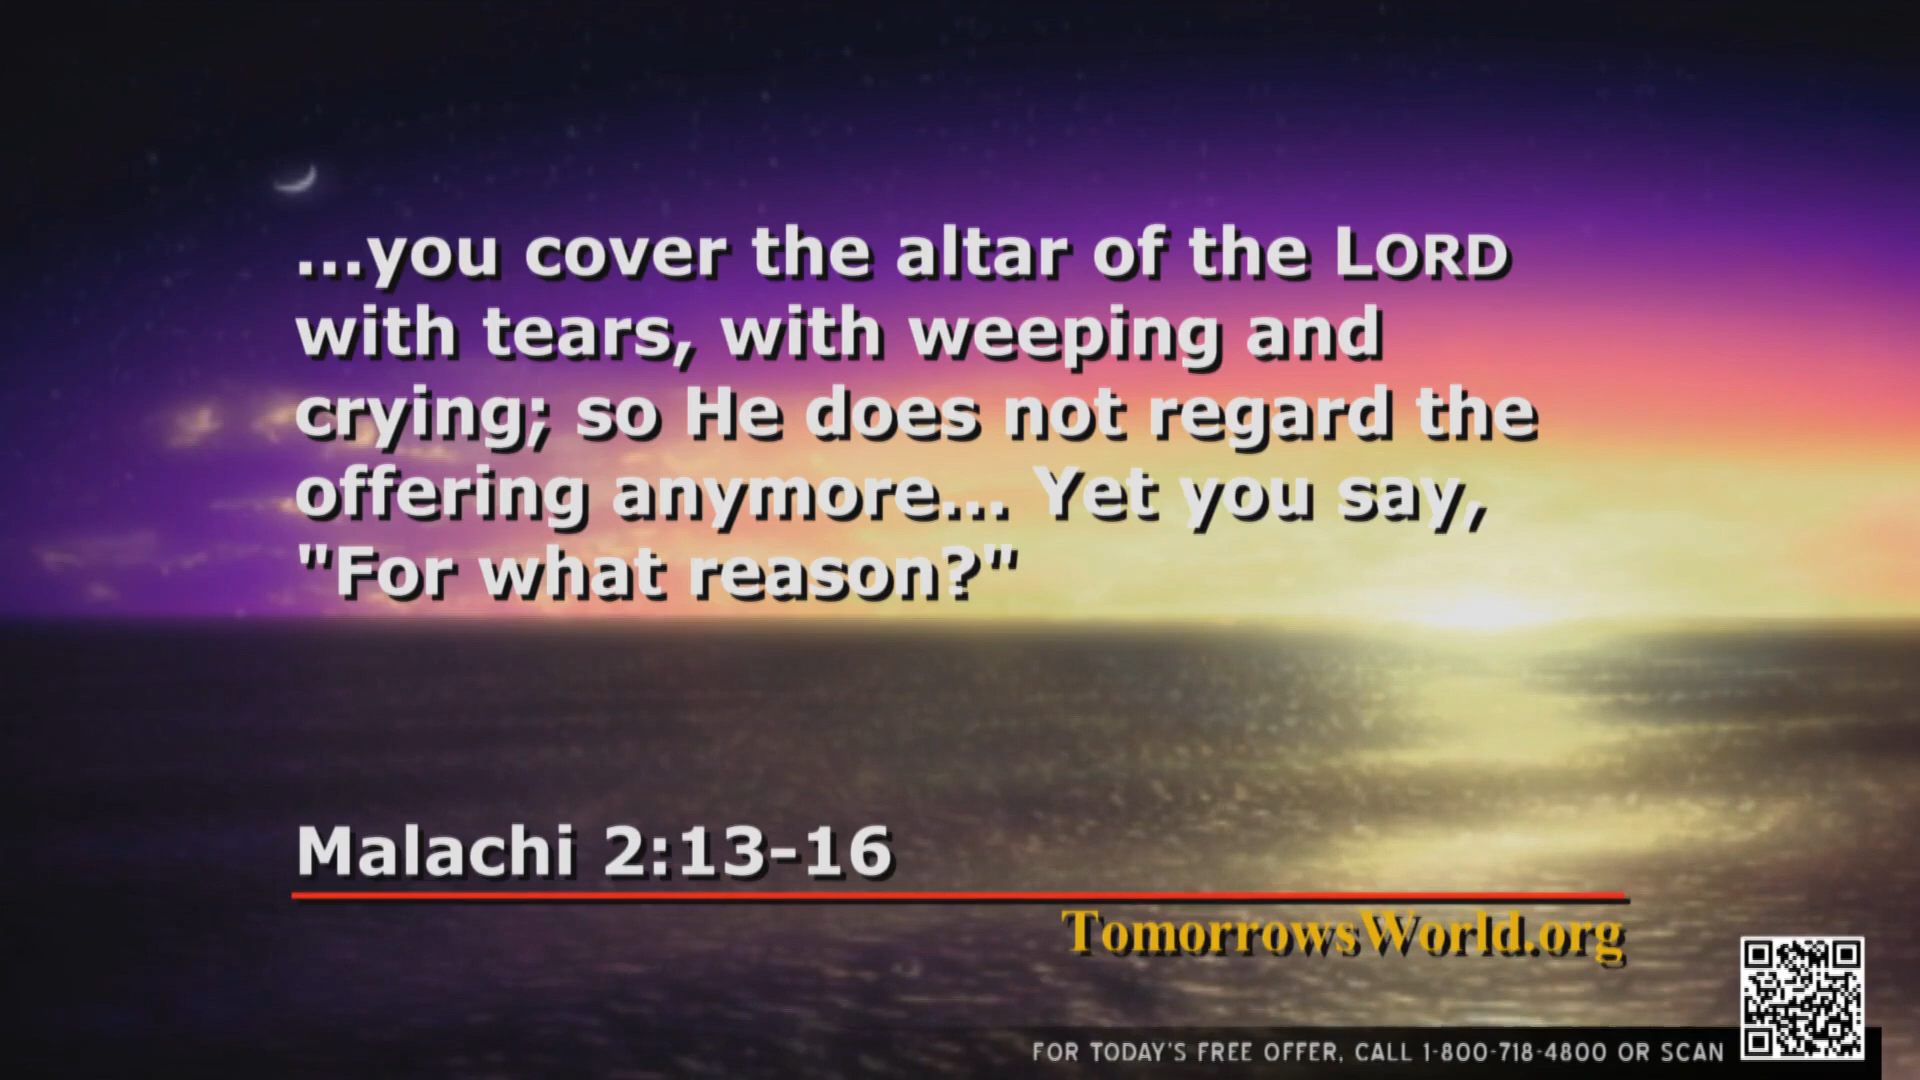 ...you cover the altar of the LORD
with tears, with weeping and
crying; so He does not regard the
offering anymore... Yet you say,
"For what reason?"
Malachi 2:13-16
TomorrowsWorld.org
FOR TODAY'S FREE OFFER, CALL 1-800-718-4800 OR SCAN